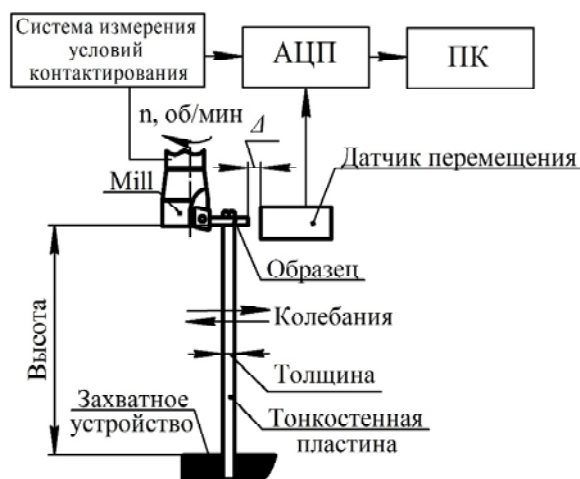 Система измерения
условий
контактирования
АЦП
ПК
n, об/мин
Δ
Датчик перемещения
Mill
Образец
Высота
Колебания
Толщина
Захватное
устройство
Тонкостенная
пластина